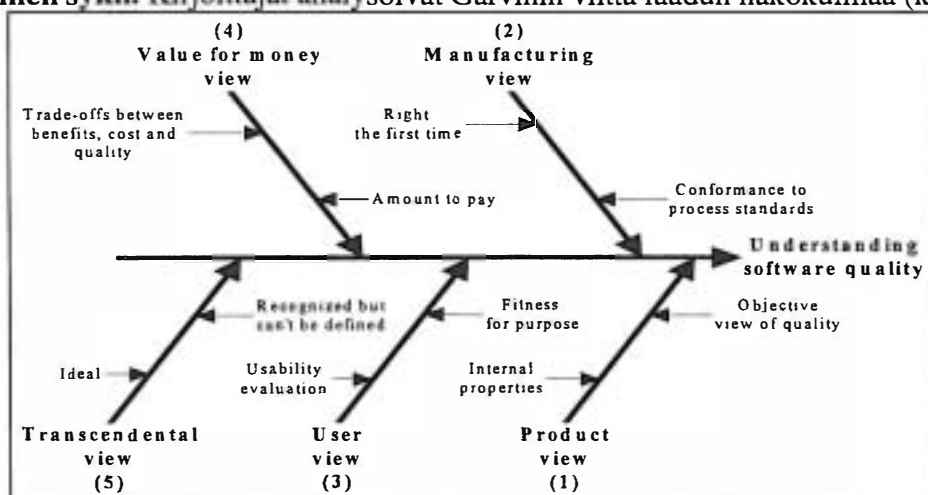 analysoivat Garvinin viittä laadun näkökulmaa
(4)
Value for money
view
(2)
Manufacturing
view
Trade-offs between
benefits, cost and
quality
Right
the first time
Amount to pay
Conformance to
process standards
Understanding
software quality
Recognized but
can't be defined
Fitness
for purpose
Objective
view of quality
Ideal
Usability
evaluation
Internal
properties
Transcendental
view
(5)
User
view
(3)
Product
view
(1)